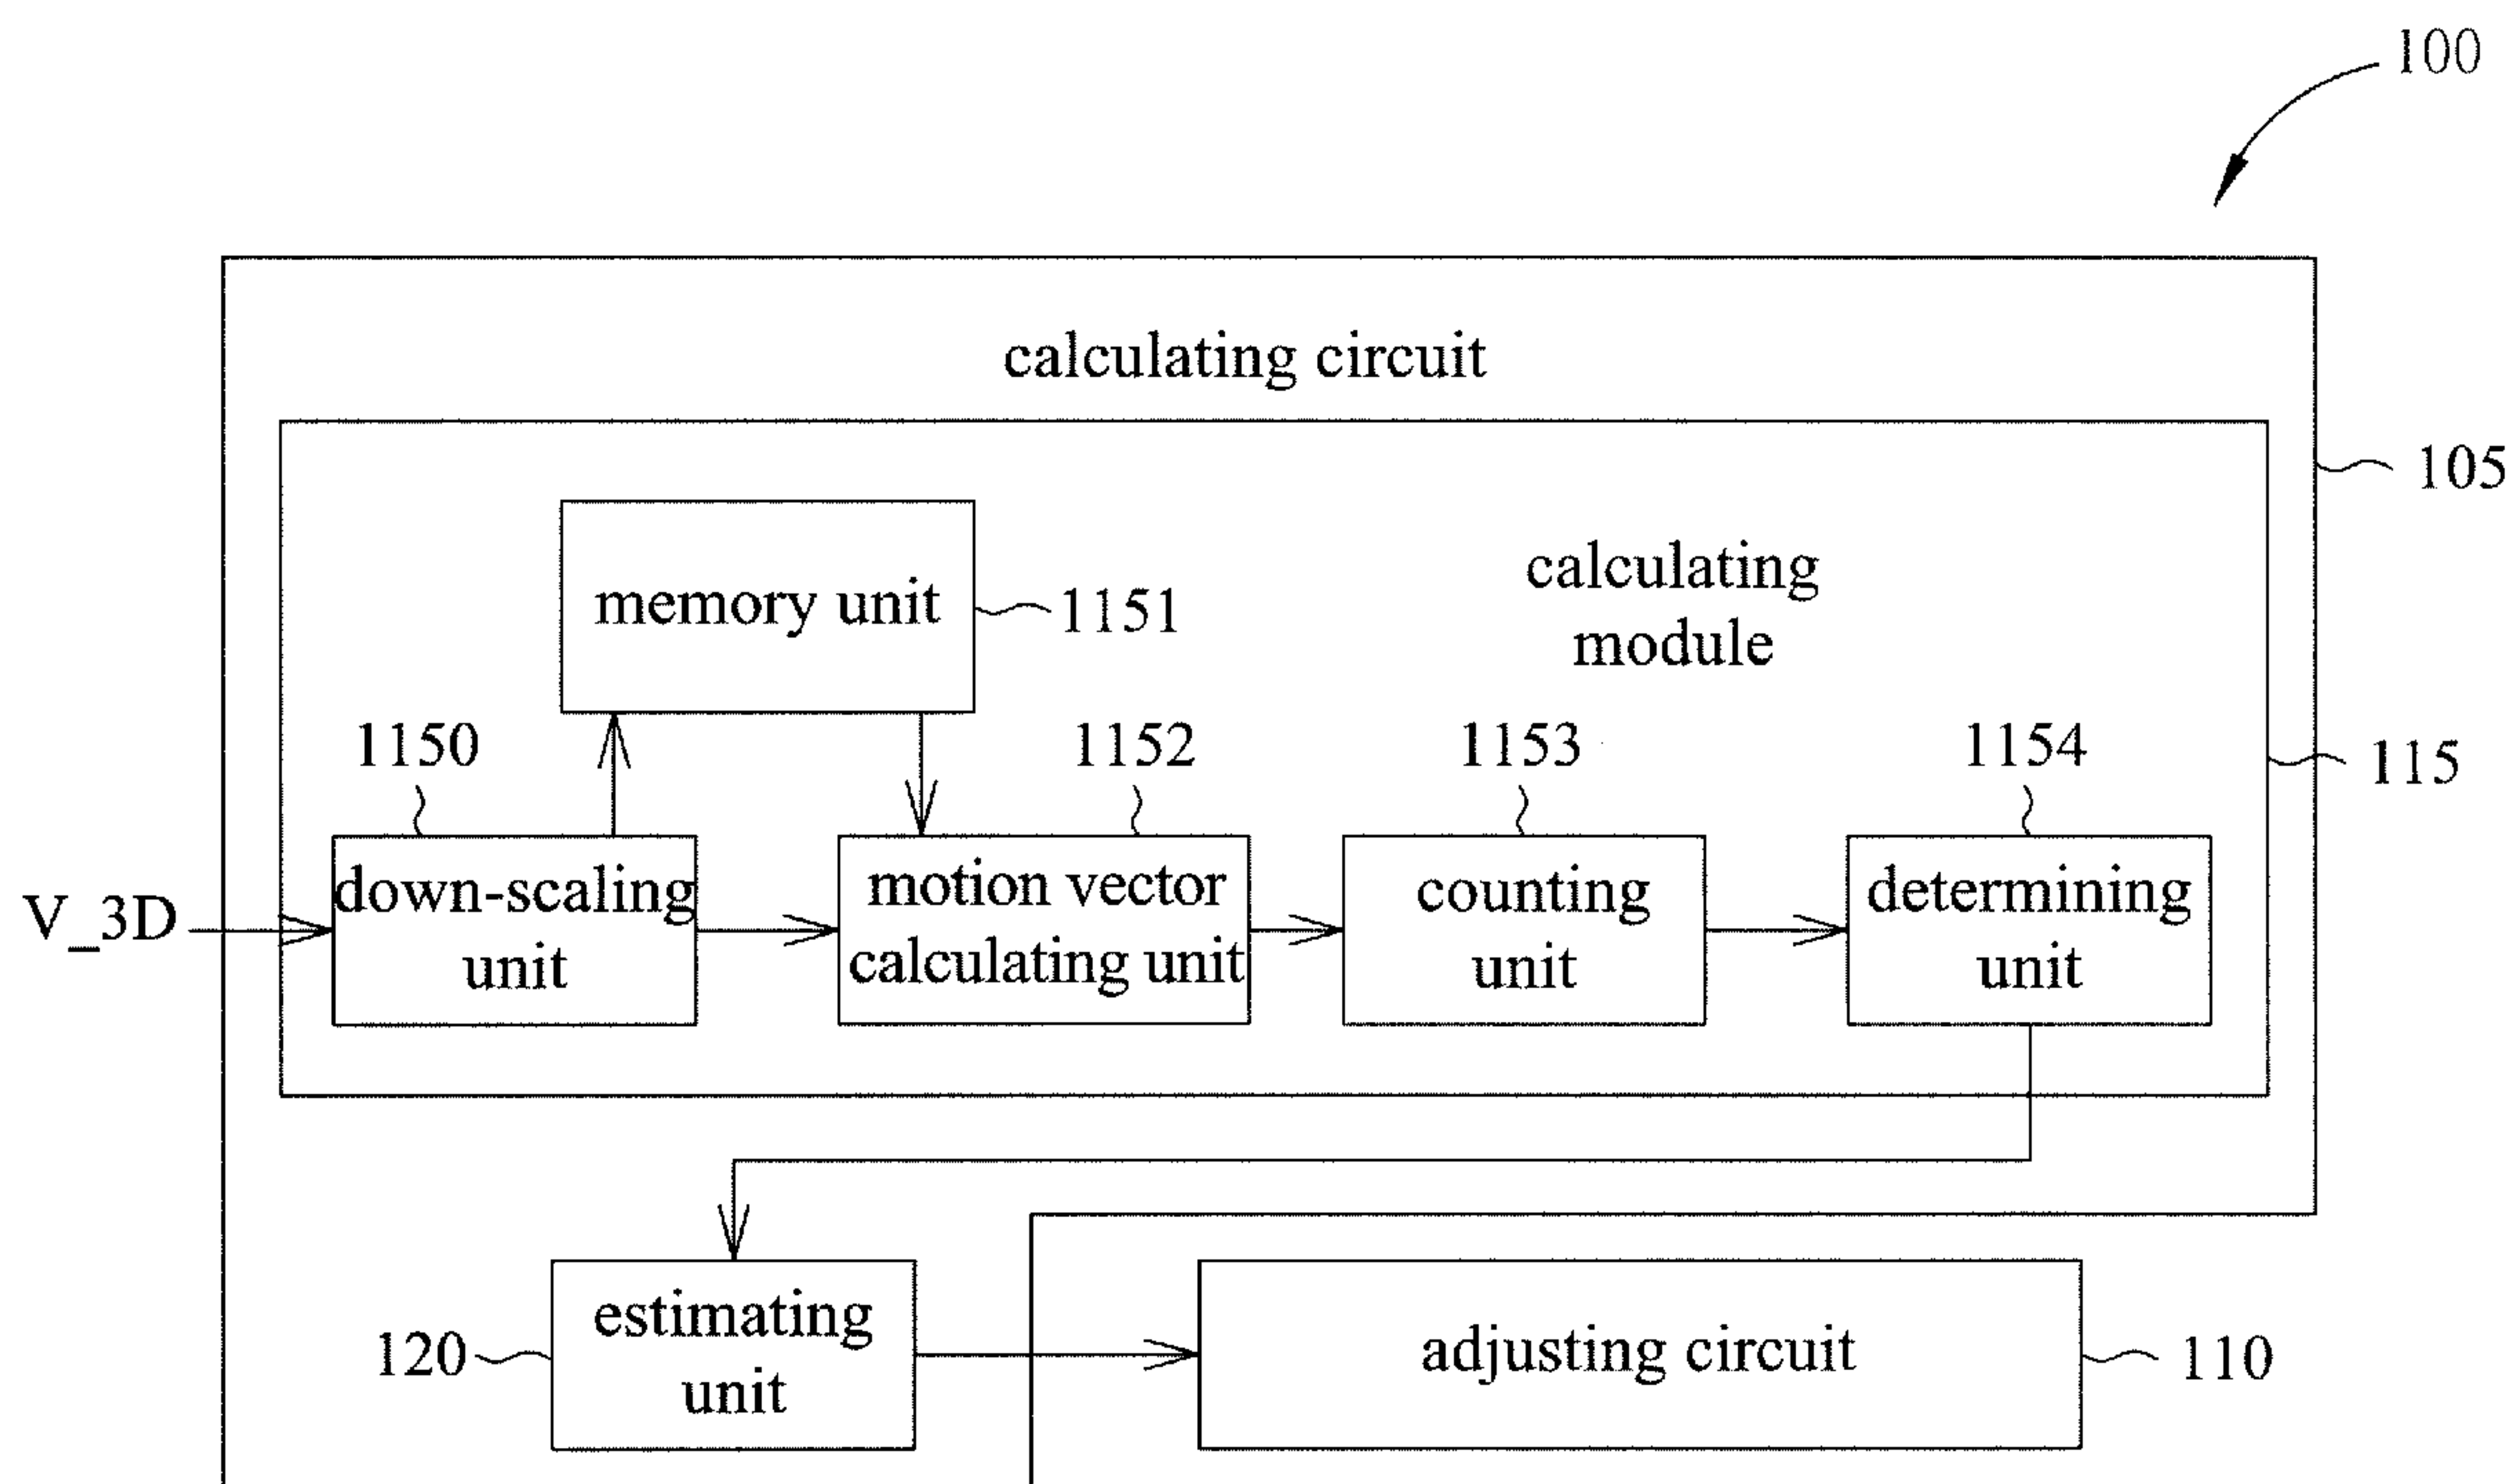 100
calculating circuit
105
memory unit
1151
calculating
module
1150
1152
1153
1154
115
V_3D
down-scaling
unit
motion vector
calculating unit
counting
unit
determining
unit
120
estimating
unit
adjusting circuit
110